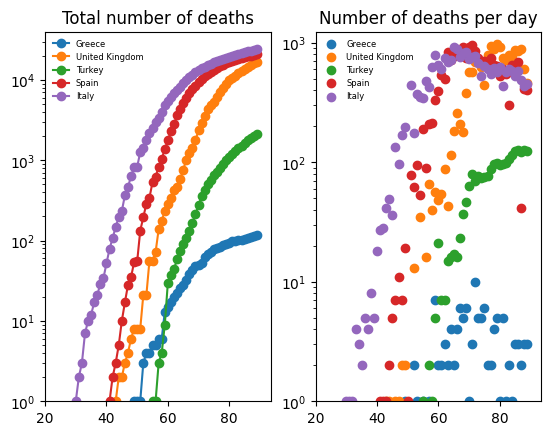 Total number of deaths
Greece
United Kingdom
Turkey
Spain
Italy
10⁴
10³
10²
10¹
10⁰
20 40 60 80
Number of deaths per day
Greece
United Kingdom
Turkey
Spain
Italy
10³
10²
10¹
10⁰
20 40 60 80